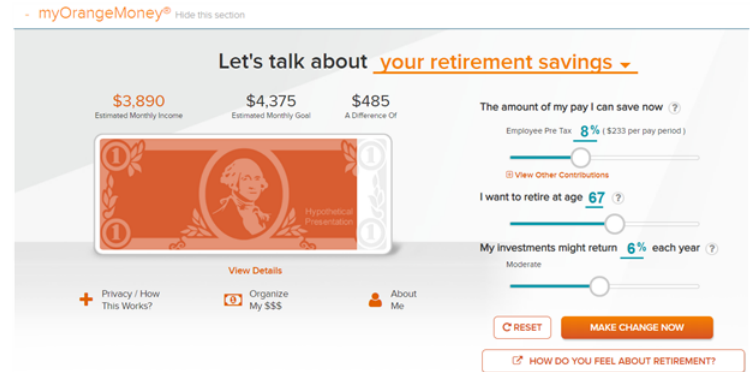 - myOrangeMoney® Hide this section
Let's talk about your retirement savings
$3,890 $4,375 $485
Estimated Monthly Income Estimated Monthly Goal A Difference Of
1 1
Hypothetical
Presentation
1 1
View Details
Privacy / How
This Works?
Organize
My $$$
About
Me
The amount of my pay I can save now ?
Employee Pre Tax 8% ( $233 per pay period )
View Other Contributions
I want to retire at age 67 ?
My investments might return 6% each year ?
Moderate
RESET MAKE CHANGE NOW
HOW DO YOU FEEL ABOUT RETIREMENT?